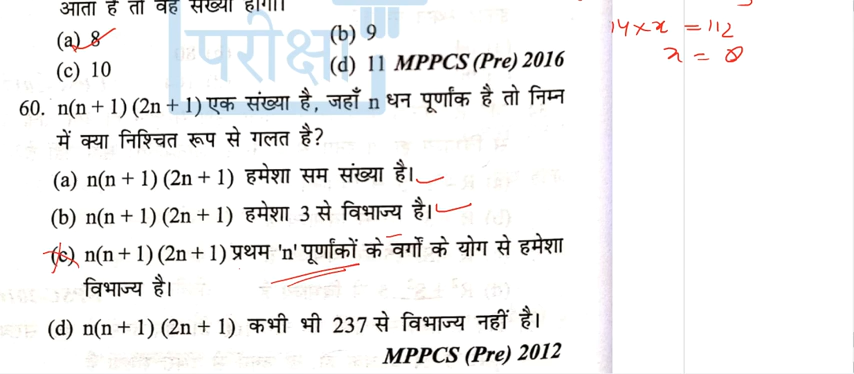 आता है तो वह संख्या होगी।
(a) 8
(b) 9
(c) 10
(d) 11 MPPCS (Pre) 2016
परीक्षा
14 × x = 112
x = 8
60. n(n + 1) (2n + 1) एक संख्या है, जहाँ n धन पूर्णांक है तो निम्न
में क्या निश्चित रूप से गलत है?
(a) n(n + 1) (2n + 1) हमेशा सम संख्या है।
(b) n(n + 1) (2n + 1) हमेशा 3 से विभाज्य है।
(c) n(n + 1) (2n + 1) प्रथम 'n' पूर्णांकों के वर्गों के योग से हमेशा
विभाज्य है।
(d) n(n + 1) (2n + 1) कभी भी 237 से विभाज्य नहीं है।
MPPCS (Pre) 2012